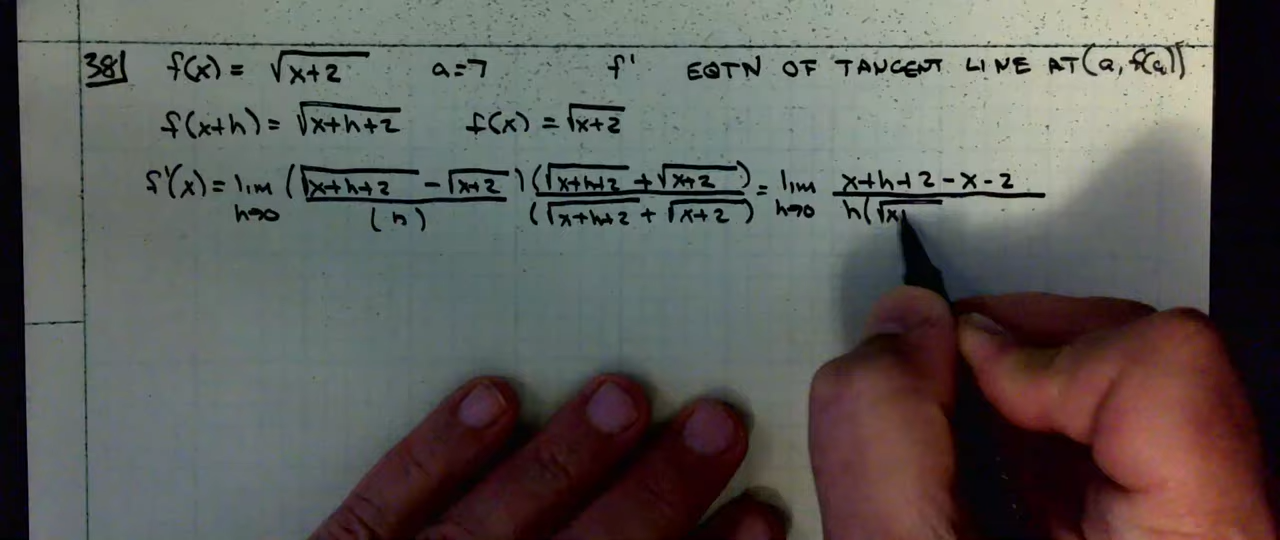 38) f(x) = √(x+2) a=7 f' EQTN OF TANGENT LINE AT (a, f(a))
f(x+h) = √(x+h+2) f(x) = √(x+2)
f'(x) = lim h→0 (√(x+h+2) - √(x+2))/(h) (√(x+h+2) + √(x+2))/(√(x+h+2) + √(x+2)) = lim h→0 (x+h+2-x-2)/(h(√x